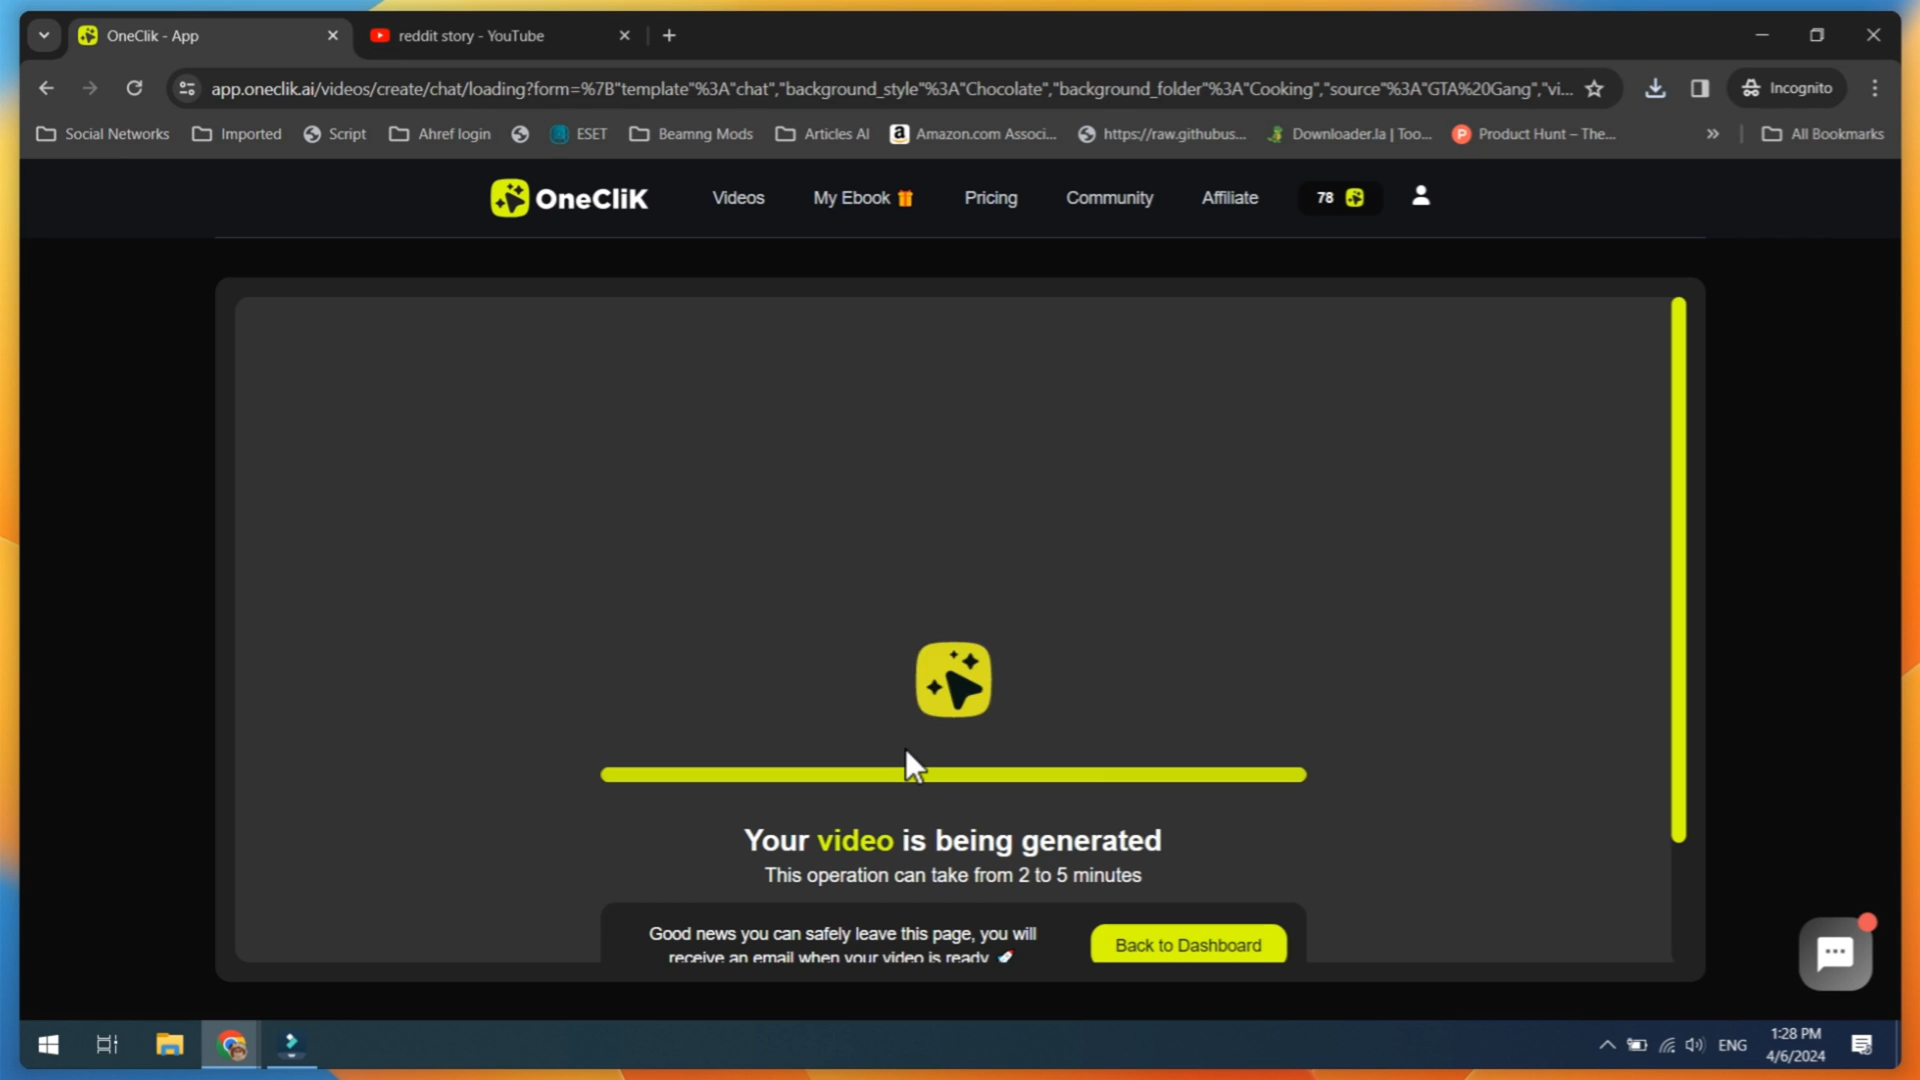 OneClik - App
reddit story - YouTube
app.oneclik.ai/videos/create/chat/loading?form=%7B"template"%3A"chat","background_style"%3A"Chocolate","background_folder"%3A"Cooking","source"%3A"GTA%20Gang","vi...
Incognito
Social Networks
Imported
Script
Ahref login
ESET
Beamng Mods
Articles AI
Amazon.com Associ...
https://raw.githubus...
Downloader.la | Too...
Product Hunt – The...
»
All Bookmarks
OneCliK
Videos
My Ebook
Pricing
Community
Affiliate
78
Your video is being generated
This operation can take from 2 to 5 minutes
Good news you can safely leave this page, you will
receive an email when your video is ready
Back to Dashboard
ENG
1:28 PM
4/6/2024